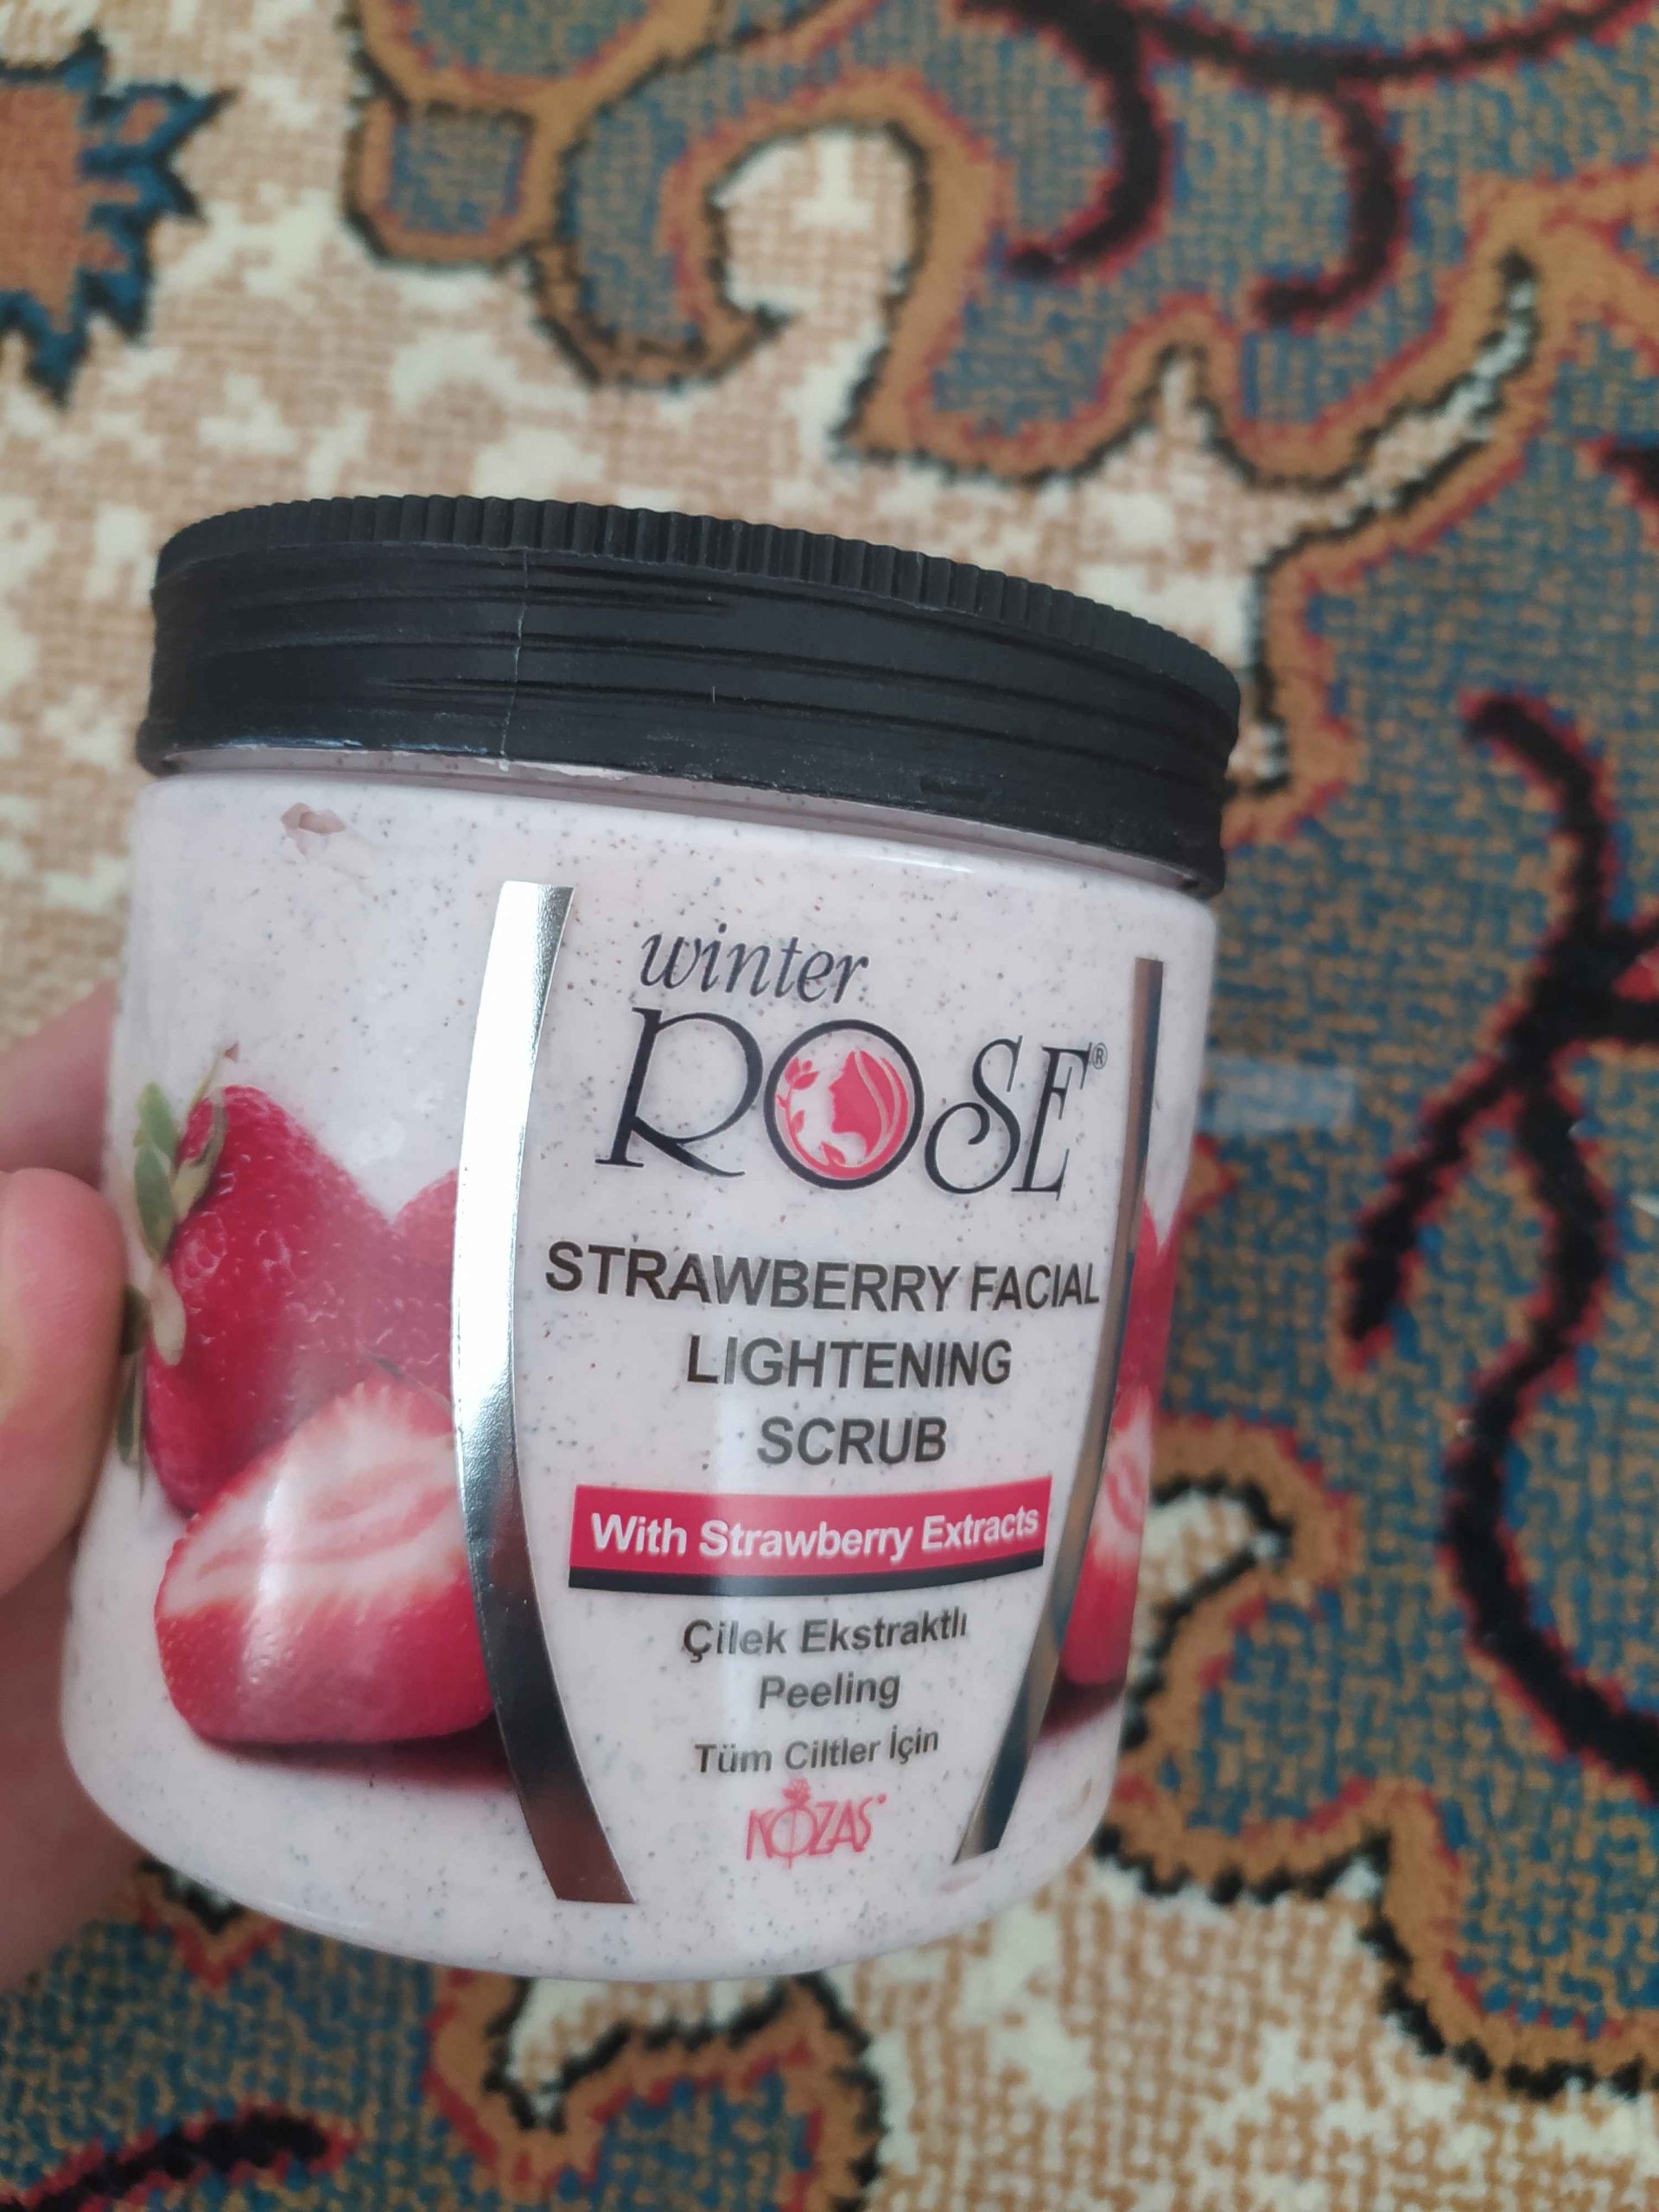 winter
ROSE®
STRAWBERRY FACIAL
LIGHTENING
SCRUB
With Strawberry Extracts
Çilek Ekstraktlı
Peeling
Tüm Ciltler İçin
KOZAS